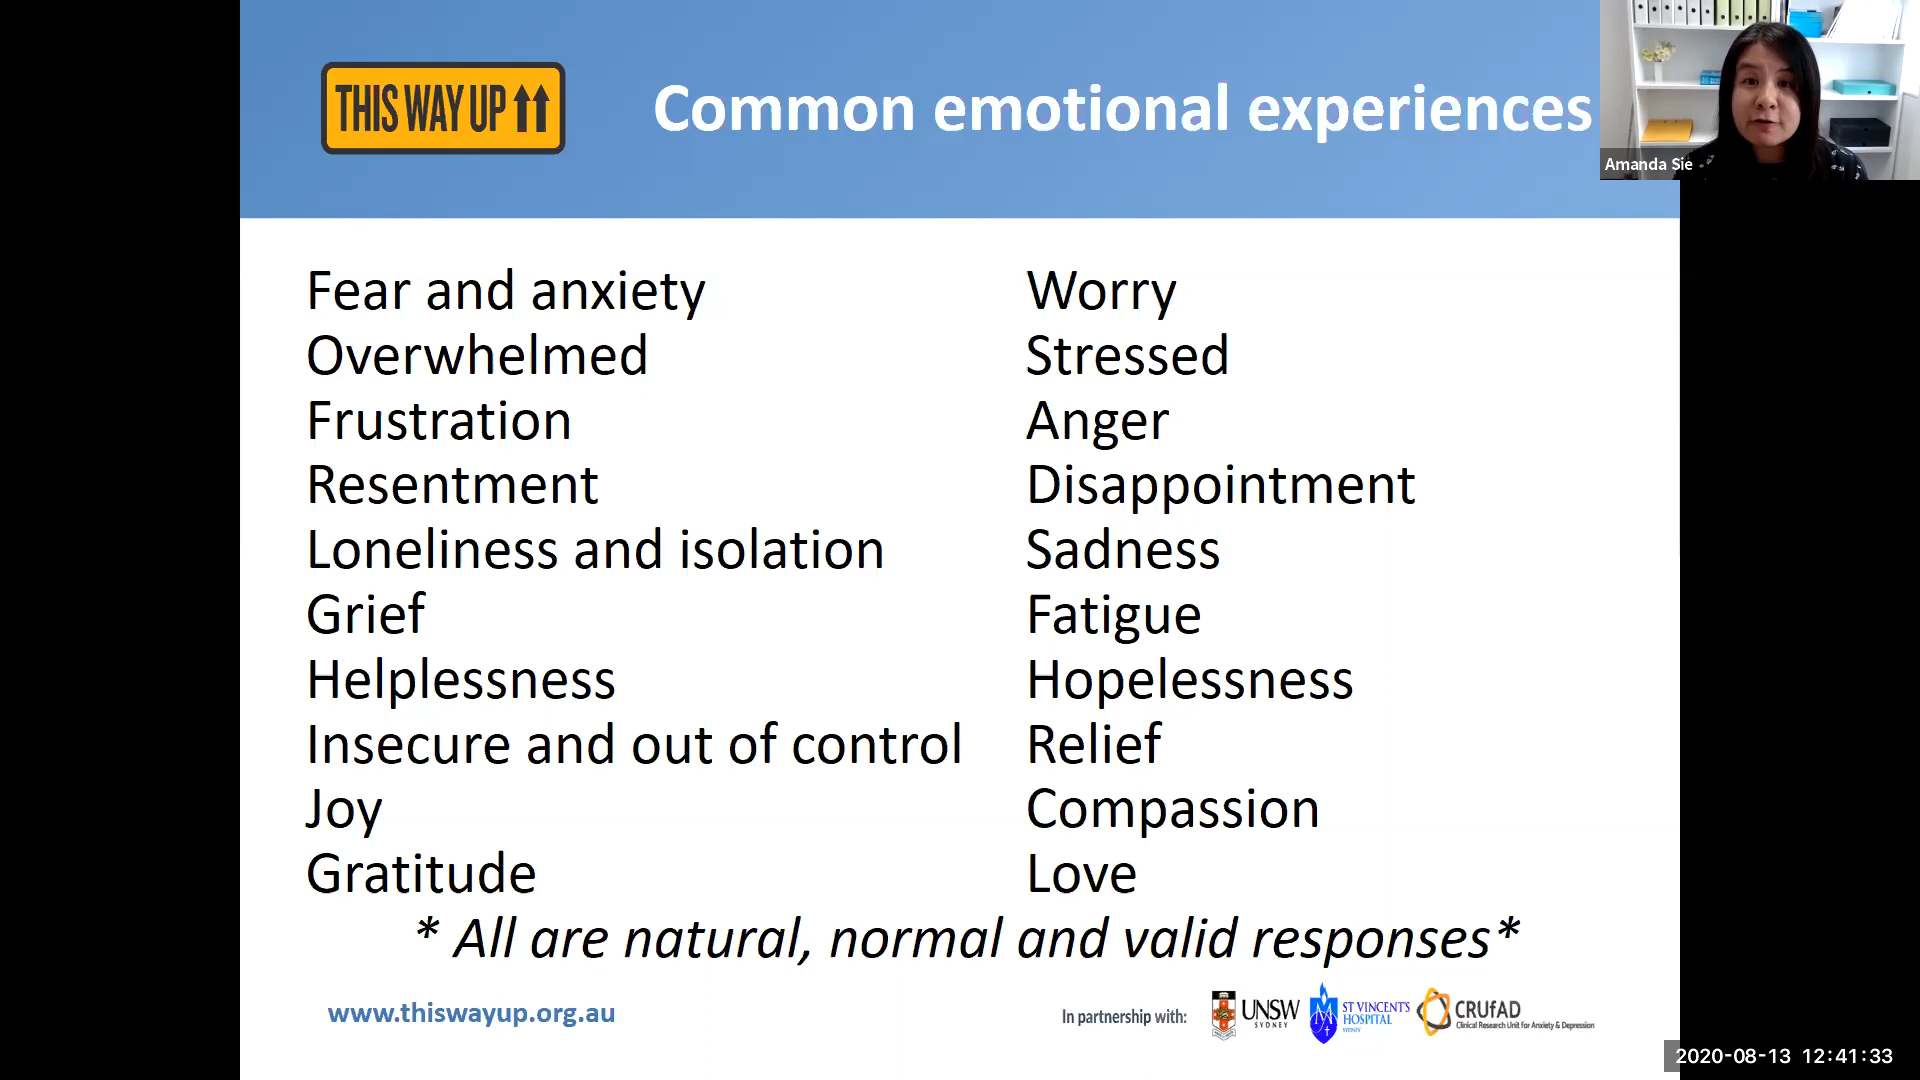 THIS WAY UP
Common emotional experiences
Amanda Sie
Fear and anxiety
Overwhelmed
Frustration
Resentment
Loneliness and isolation
Grief
Helplessness
Insecure and out of control
Joy
Gratitude
Worry
Stressed
Anger
Disappointment
Sadness
Fatigue
Hopelessness
Relief
Compassion
Love
* All are natural, normal and valid responses*
www.thiswayup.org.au
In partnership with:
UNSW
SYDNEY
ST VINCENT'S
HOSPITAL
SYDNEY
CRUfAD
Clinical Research Unit for Anxiety & Depression
2020-08-13 12:41:33